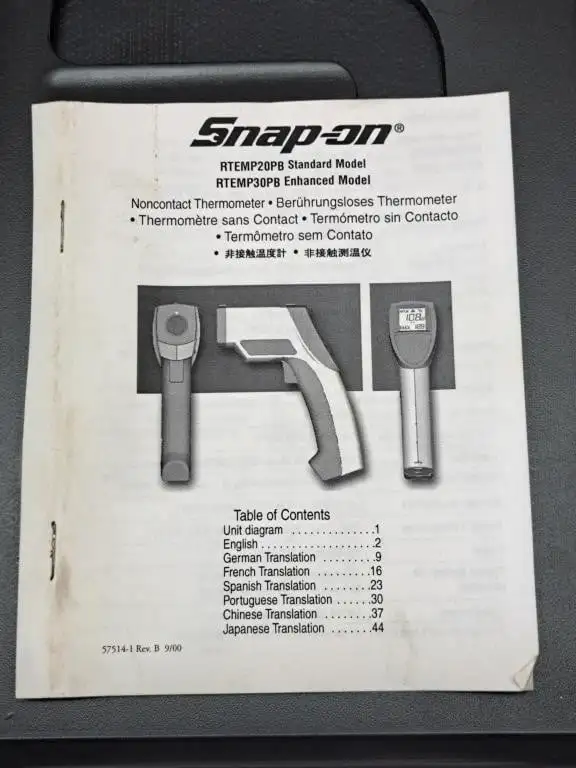 Snap-on®
RTEMP20PB Standard Model
RTEMP30PB Enhanced Model
Noncontact Thermometer • Berührungsloses Thermometer
• Thermomètre sans Contact • Termómetro sin Contacto
• Termômetro sem Contato
• 非接触温度計 • 非接触测温仪
Table of Contents
Unit diagram . . . . . . . . . . . . . .1
English . . . . . . . . . . . . . . . . . . .2
German Translation . . . . . . . . .9
French Translation . . . . . . . . .16
Spanish Translation . . . . . . . .23
Portuguese Translation . . . . . .30
Chinese Translation . . . . . . . .37
Japanese Translation . . . . . . .44
57514-1 Rev. B 9/00